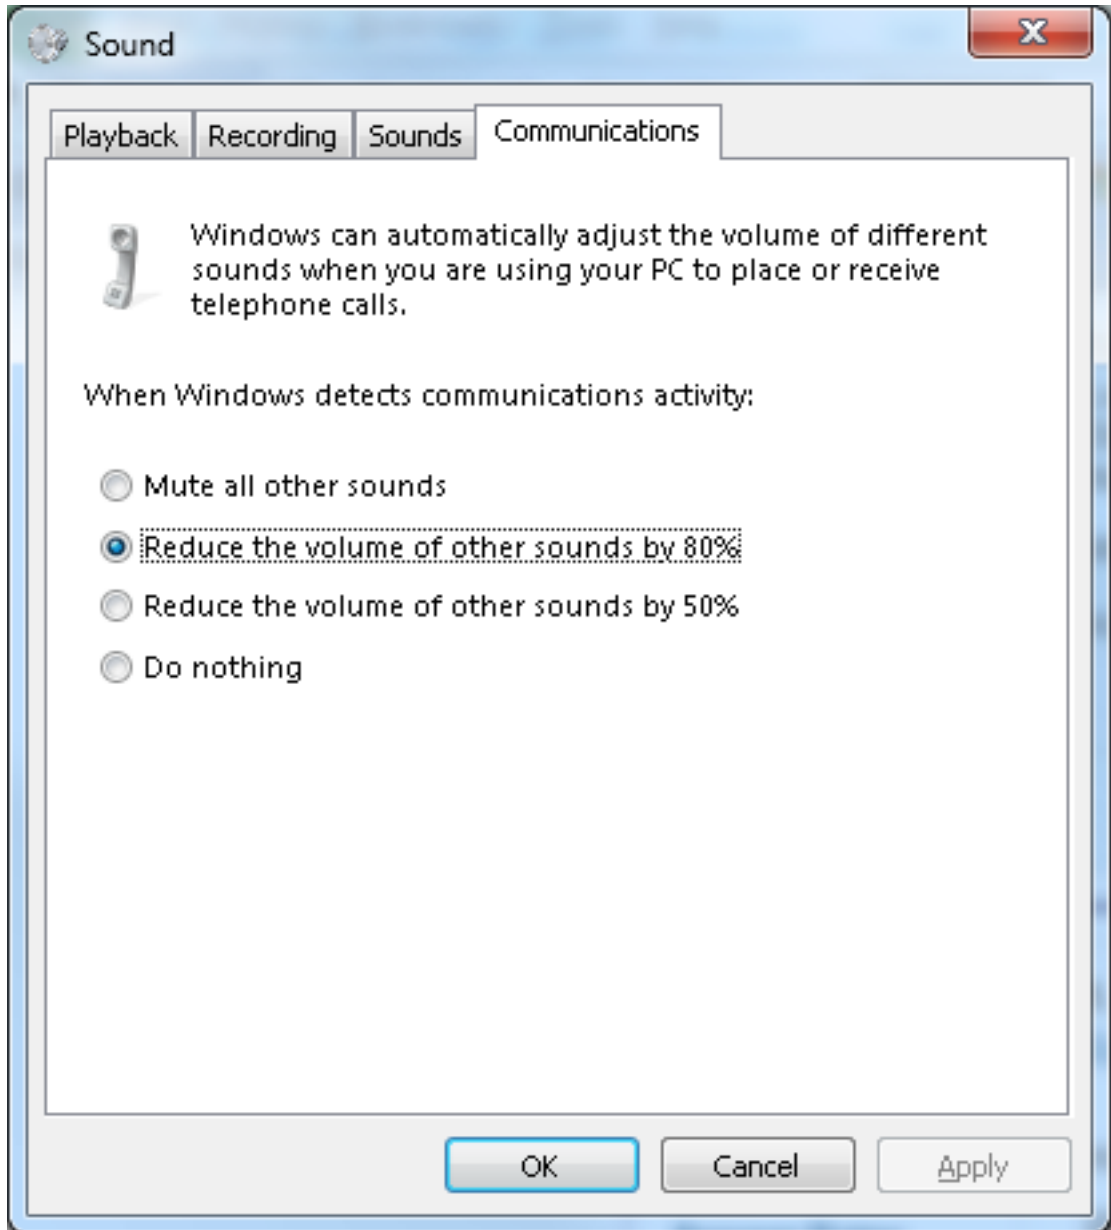 Sound
Playback Recording Sounds Communications
Windows can automatically adjust the volume of different
sounds when you are using your PC to place or receive
telephone calls.
When Windows detects communications activity:
Mute all other sounds
Reduce the volume of other sounds by 80%
Reduce the volume of other sounds by 50%
Do nothing
OK Cancel Apply